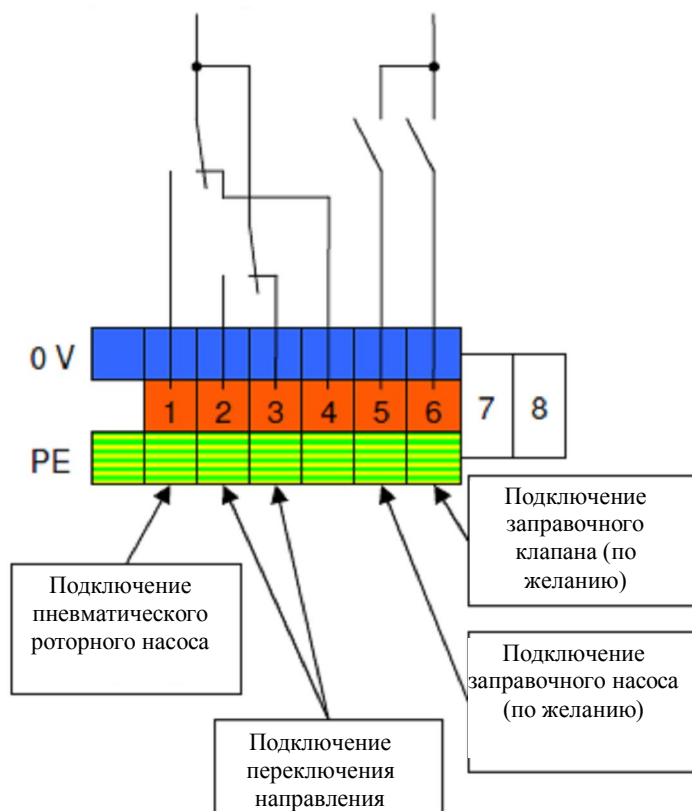 0 V
1 2 3 4 5 6 7 8
PE
Подключение
заправочного
клапана (по
желанию)
Подключение
пневматического
роторного насоса
Подключение
заправочного насоса
(по желанию)
Подключение
переключения
направления